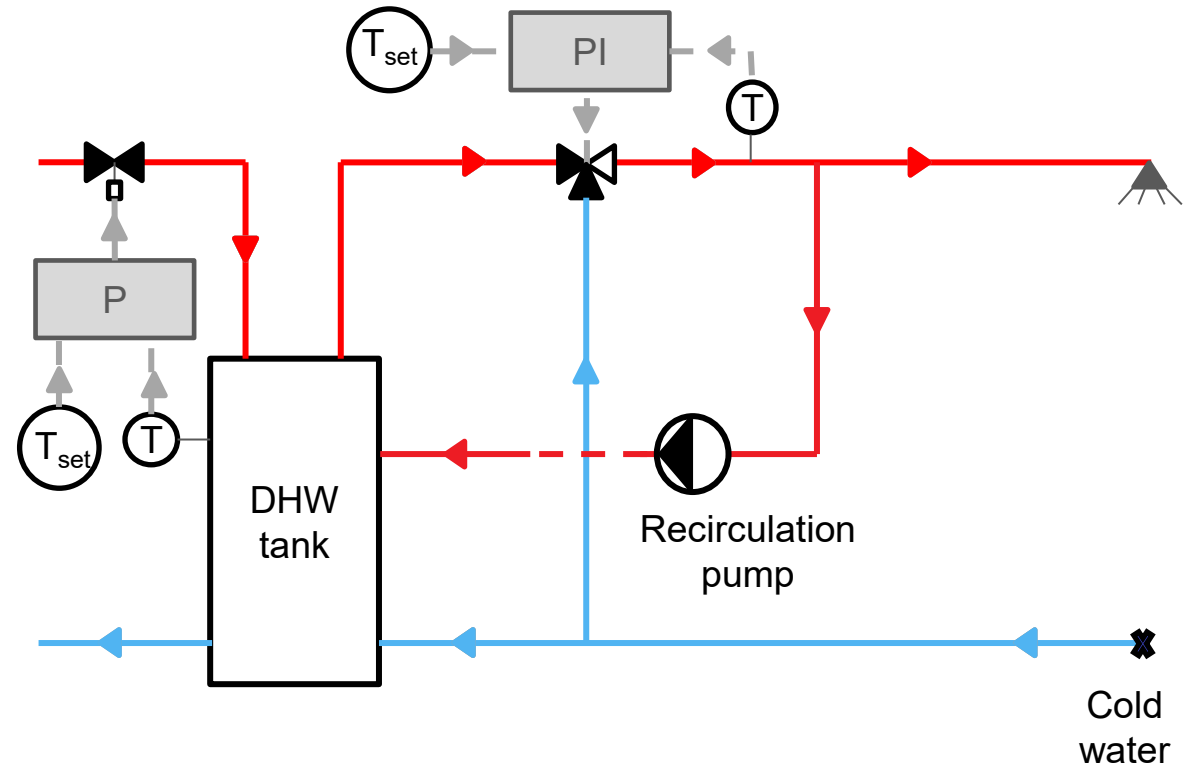 Tset
PI
T
P
Tset
T
DHW
tank
Recirculation
pump
Cold
water